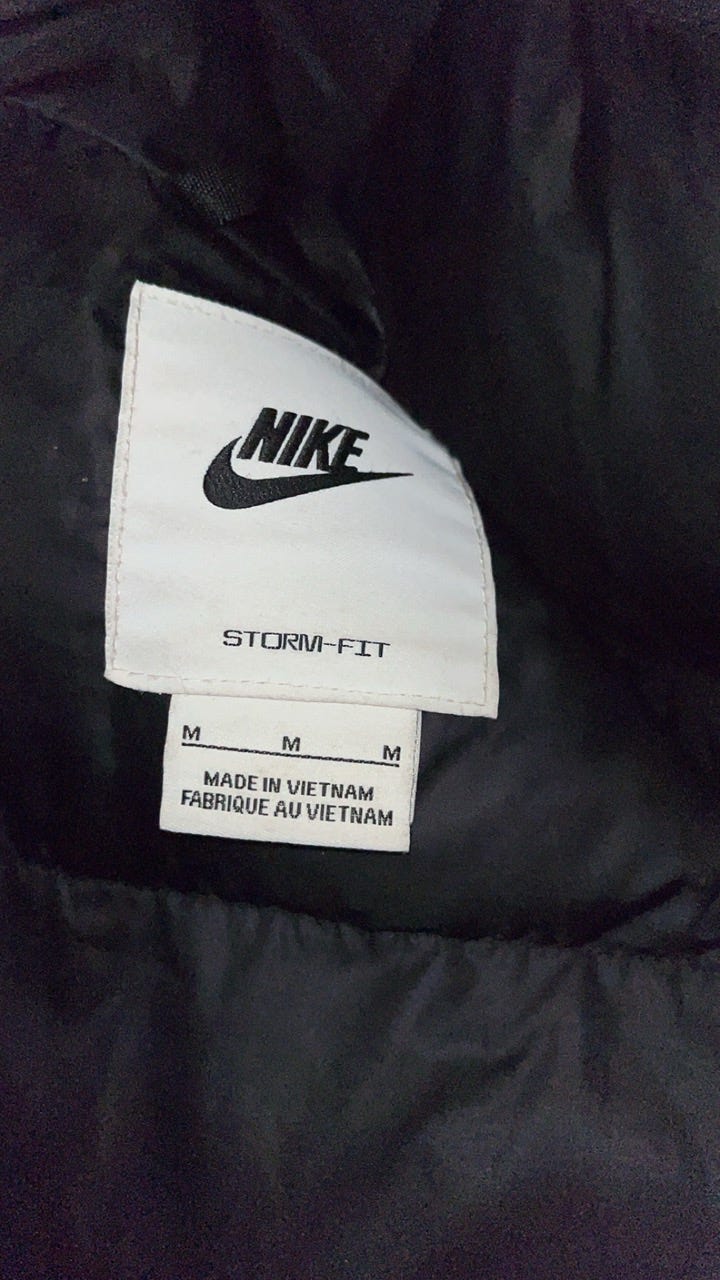 NIKE
STORM-FIT
M M M
MADE IN VIETNAM
FABRIQUE AU VIETNAM